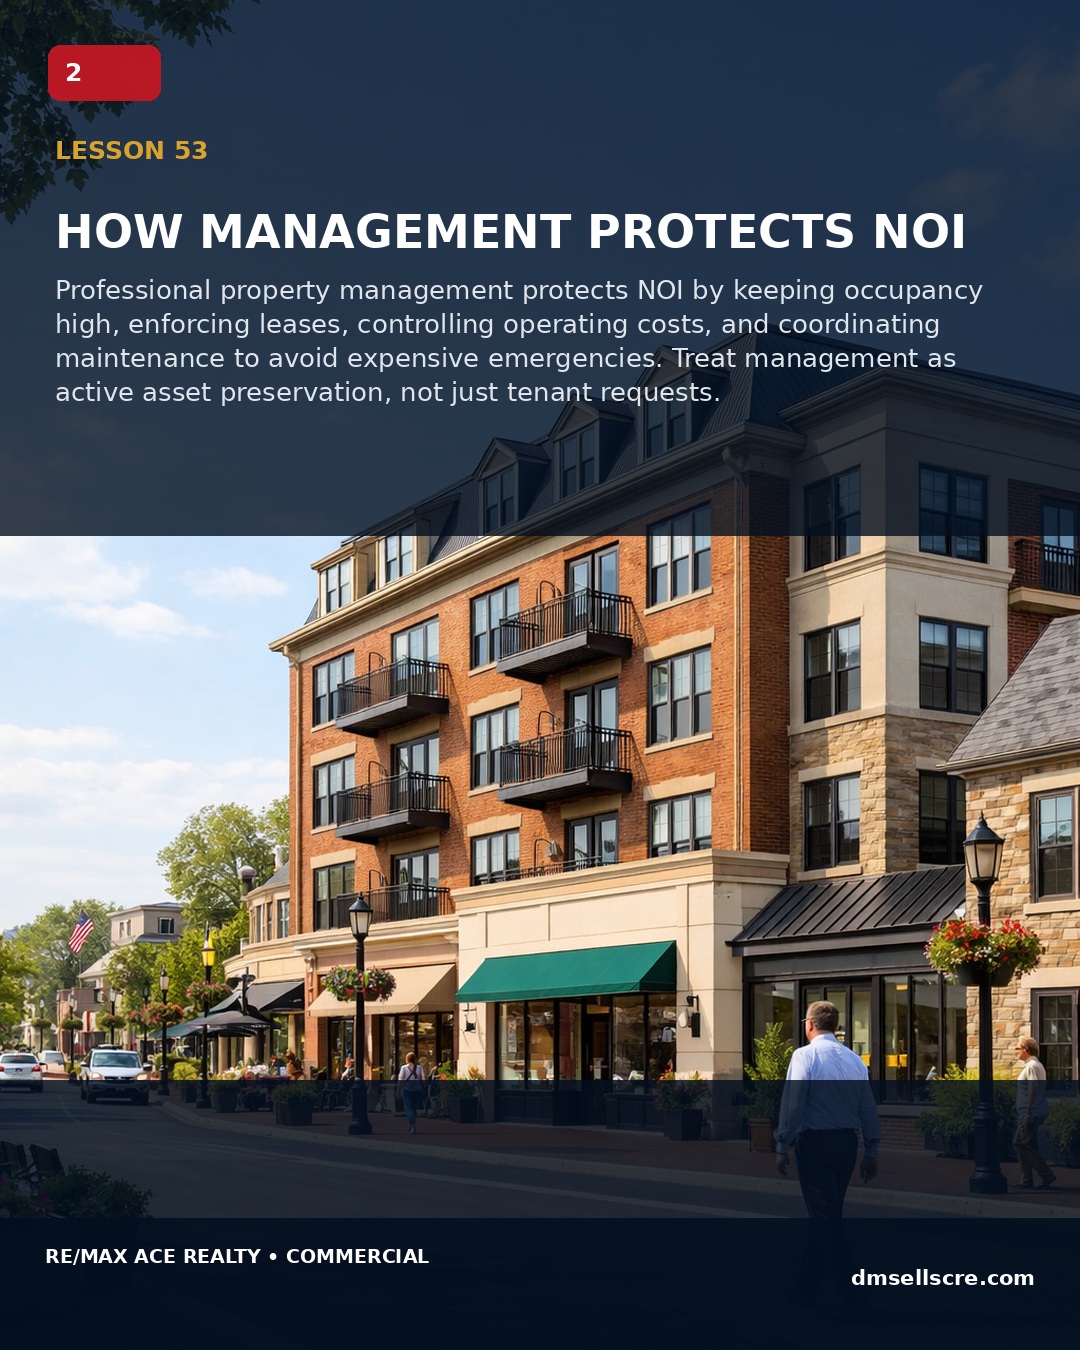 2
LESSON 53
HOW MANAGEMENT PROTECTS NOI
Professional property management protects NOI by keeping occupancy
high, enforcing leases, controlling operating costs, and coordinating
maintenance to avoid expensive emergencies. Treat management as
active asset preservation, not just tenant requests.
RE/MAX ACE REALTY • COMMERCIAL
dmsellscre.com